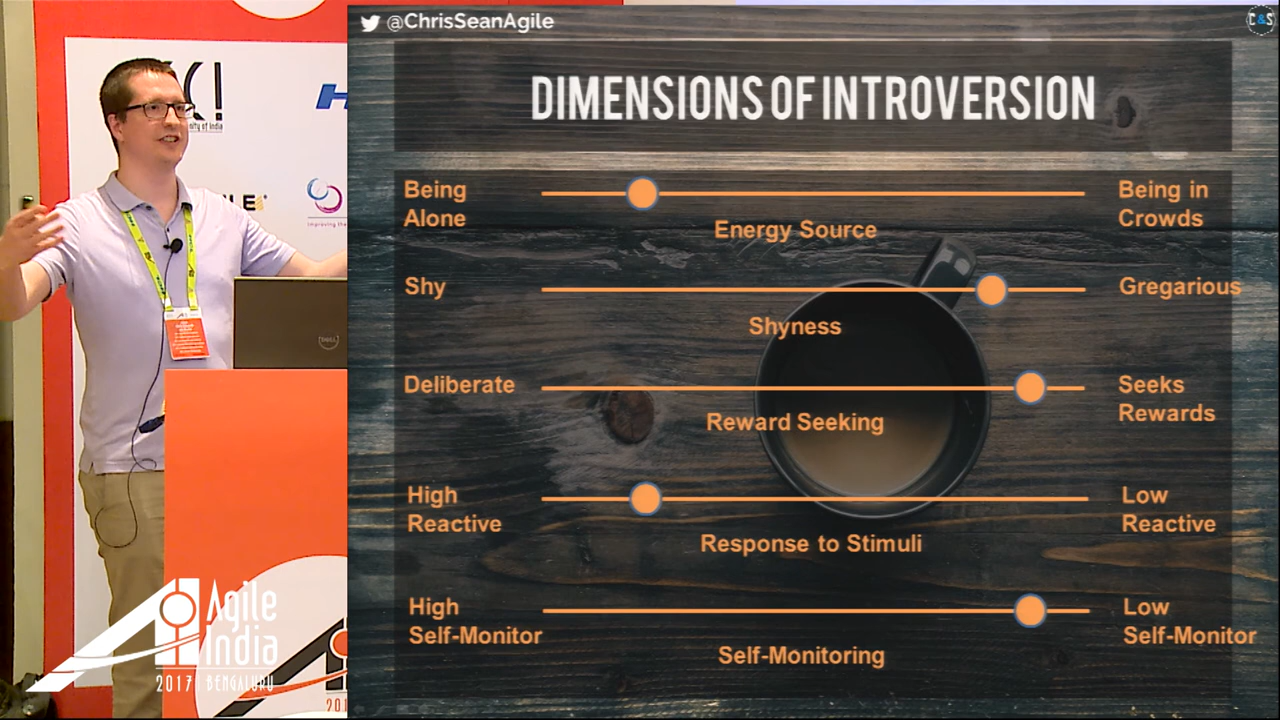 @ChrisSeanAgile
C&S
DIMENSIONS OF INTROVERSION
Being
Alone
Being in
Crowds
Energy Source
Shy
Gregarious
Shyness
Deliberate
Seeks
Rewards
Reward Seeking
High
Reactive
Low
Reactive
Response to Stimuli
High
Self-Monitor
Low
Self-Monitor
Self-Monitoring
DELL
Agile
India
2017 | BENGALURU
201